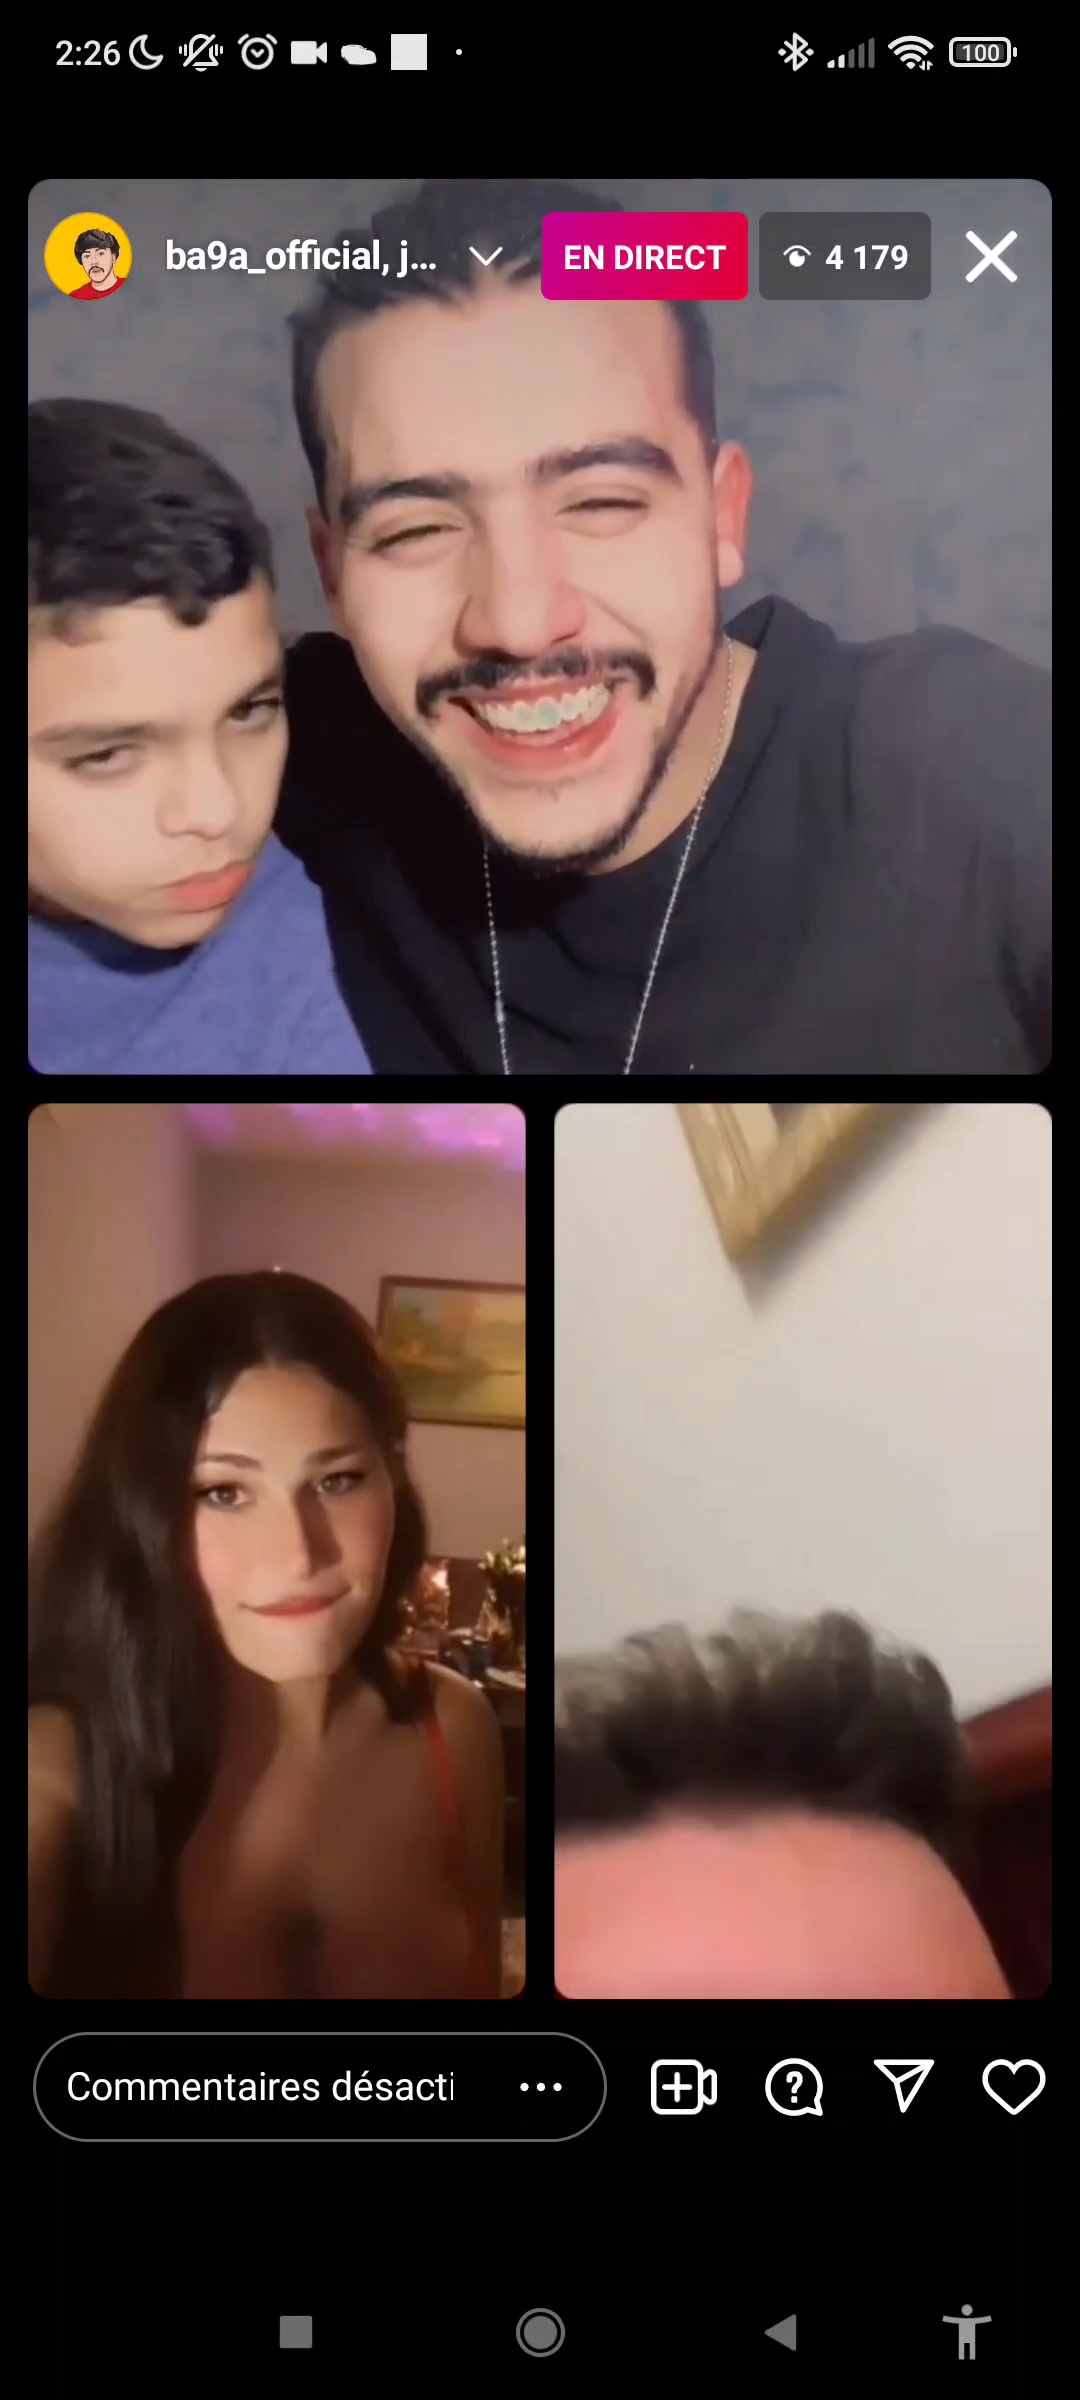 2:26
100
ba9a_official, j...
EN DIRECT
4 179
Commentaires désacti